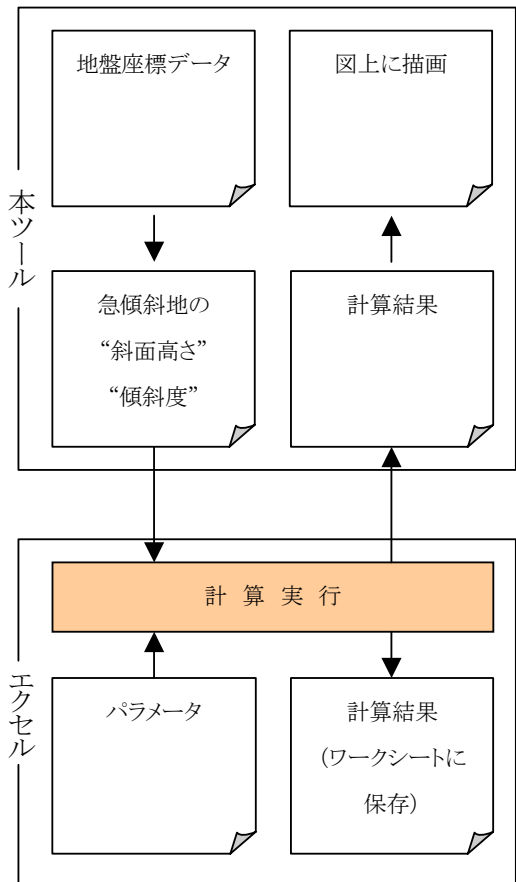 本ツール
地盤座標データ
図上に描画
急傾斜地の
“斜面高さ”
“傾斜度”
計算結果
エクセル
計算実行
パラメータ
計算結果
(ワークシートに
保存)